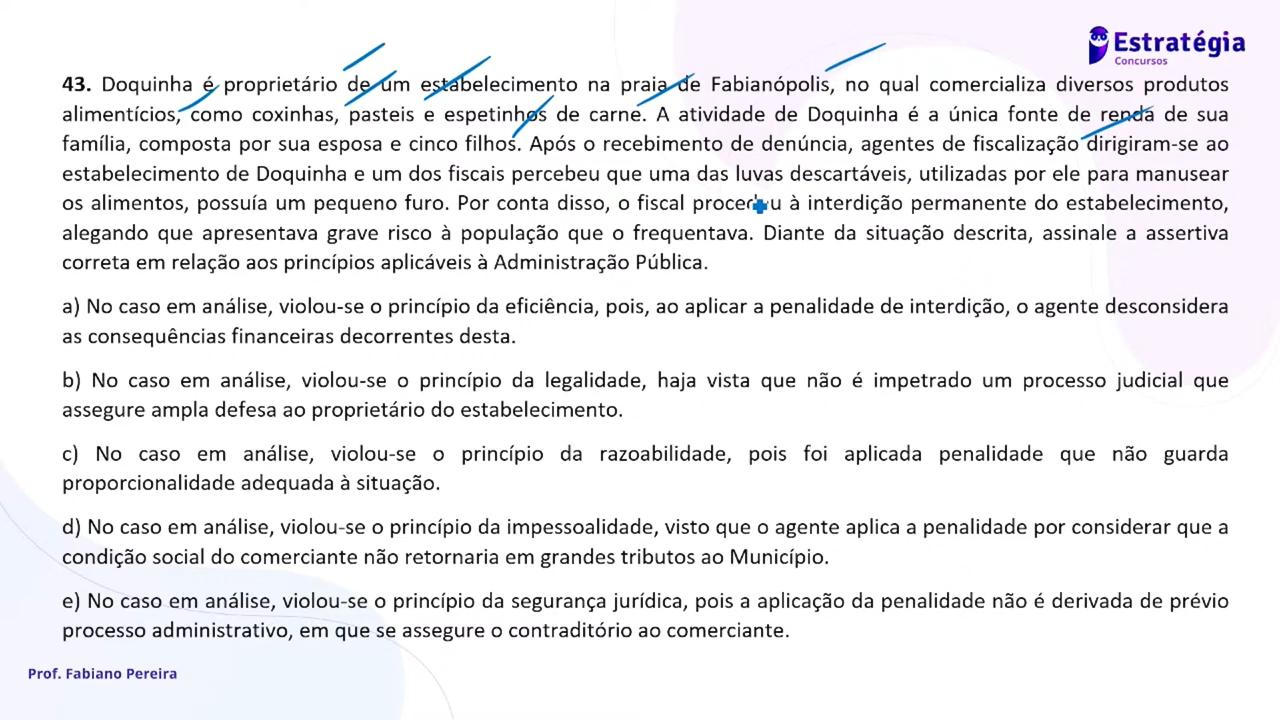 Estratégia
Concursos
43. Doquinha é proprietário de um estabelecimento na praia de Fabianópolis, no qual comercializa diversos produtos
alimentícios, como coxinhas, pasteis e espetinhos de carne. A atividade de Doquinha é a única fonte de renda de sua
família, composta por sua esposa e cinco filhos. Após o recebimento de denúncia, agentes de fiscalização dirigiram-se ao
estabelecimento de Doquinha e um dos fiscais percebeu que uma das luvas descartáveis, utilizadas por ele para manusear
os alimentos, possuía um pequeno furo. Por conta disso, o fiscal procedeu à interdição permanente do estabelecimento,
alegando que apresentava grave risco à população que o frequentava. Diante da situação descrita, assinale a assertiva
correta em relação aos princípios aplicáveis à Administração Pública.
a) No caso em análise, violou-se o princípio da eficiência, pois, ao aplicar a penalidade de interdição, o agente desconsidera
as consequências financeiras decorrentes desta.
b) No caso em análise, violou-se o princípio da legalidade, haja vista que não é impetrado um processo judicial que
assegure ampla defesa ao proprietário do estabelecimento.
c) No caso em análise, violou-se o princípio da razoabilidade, pois foi aplicada penalidade que não guarda
proporcionalidade adequada à situação.
d) No caso em análise, violou-se o princípio da impessoalidade, visto que o agente aplica a penalidade por considerar que a
condição social do comerciante não retornaria em grandes tributos ao Município.
e) No caso em análise, violou-se o princípio da segurança jurídica, pois a aplicação da penalidade não é derivada de prévio
processo administrativo, em que se assegure o contraditório ao comerciante.
Prof. Fabiano Pereira